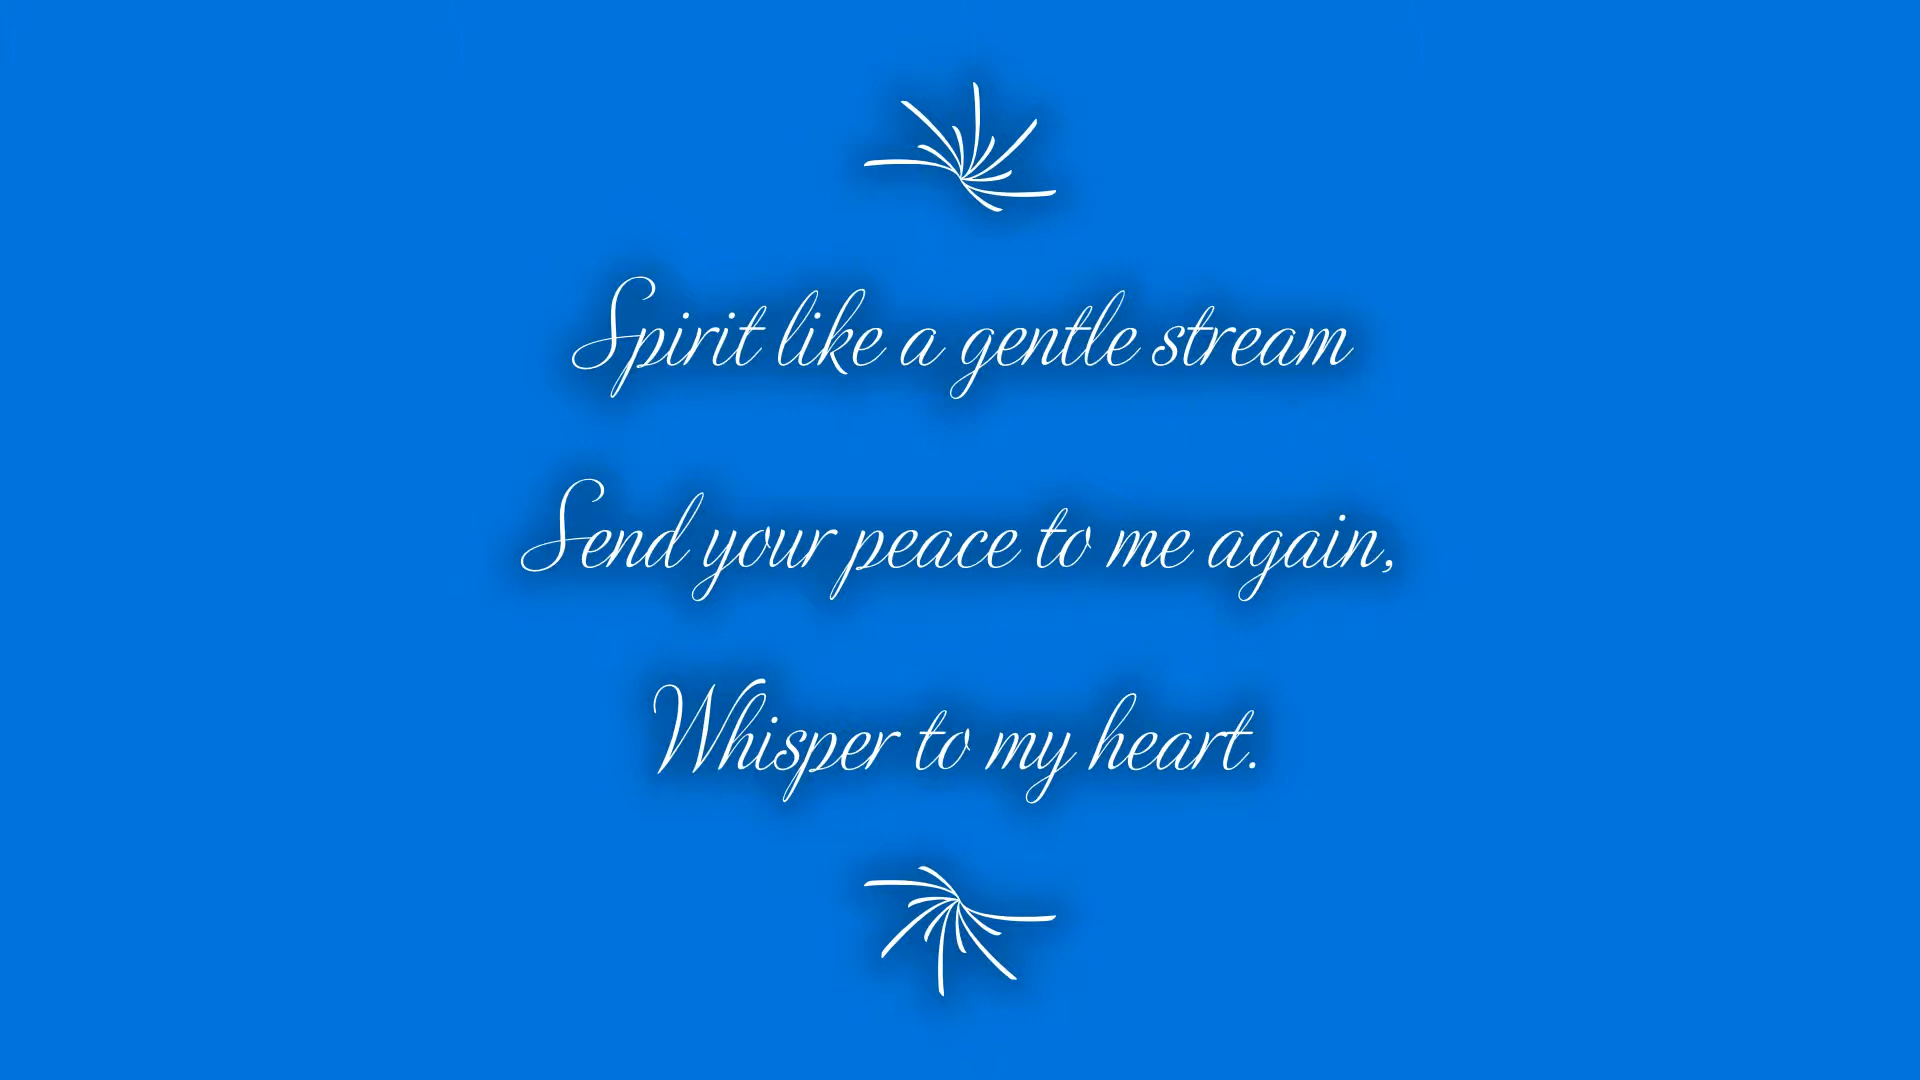 Spirit like a gentle stream
Send your peace to me again,
Whisper to my heart.